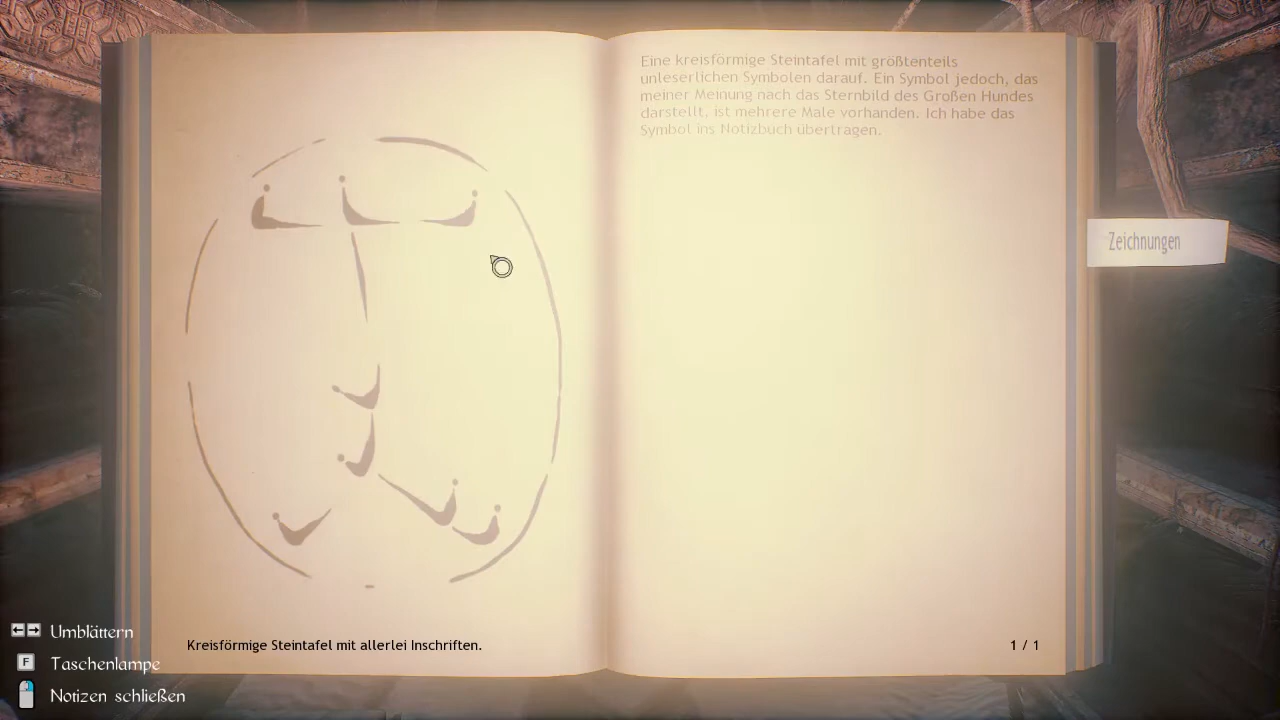 Eine kreisförmige Steintafel mit größtenteils
unleserlichen Symbolen darauf. Ein Symbol jedoch, das
meiner Meinung nach das Sternbild des Großen Hundes
darstellt, ist mehrere Male vorhanden. Ich habe das
Symbol ins Notizbuch übertragen.
Zeichnungen
Kreisförmige Steintafel mit allerlei Inschriften.
1 / 1
Umblättern
F Taschenlampe
Notizen schließen